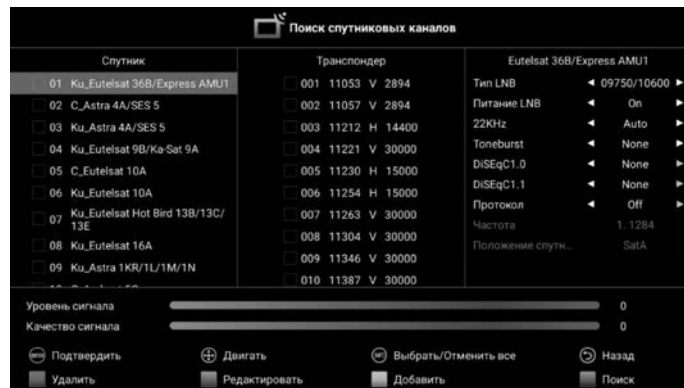 Поиск спутниковых каналов
Спутник
01 Ku_Eutelsat 36B/Express AMU1
02 C_Astra 4A/SES 5
03 Ku_Astra 4A/SES 5
04 Ku_Eutelsat 9B/Ka-Sat 9A
05 C_Eutelsat 10A
06 Ku_Eutelsat 10A
07 Ku_Eutelsat Hot Bird 13B/13C/
13E
08 Ku_Eutelsat 16A
09 Ku_Astra 1KR/1L/1M/1N
Транспондер
001 11053 V 2894
002 11057 V 2894
003 11212 H 14400
004 11221 V 30000
005 11230 H 15000
006 11254 H 15000
007 11263 V 30000
008 11304 V 30000
009 11346 V 30000
010 11387 V 30000
Eutelsat 36B/Express AMU1
Тип LNB 09750/10600
Питание LNB On
22KHz Auto
Toneburst None
DiSEqC1.0 None
DiSEqC1.1 None
Протокол Off
Частота 1. 1284
Положение спутн... SatA
Уровень сигнала 0
Качество сигнала 0
Подтвердить Двигать Выбрать/Отменить все Назад
Удалить Редактировать Добавить Поиск